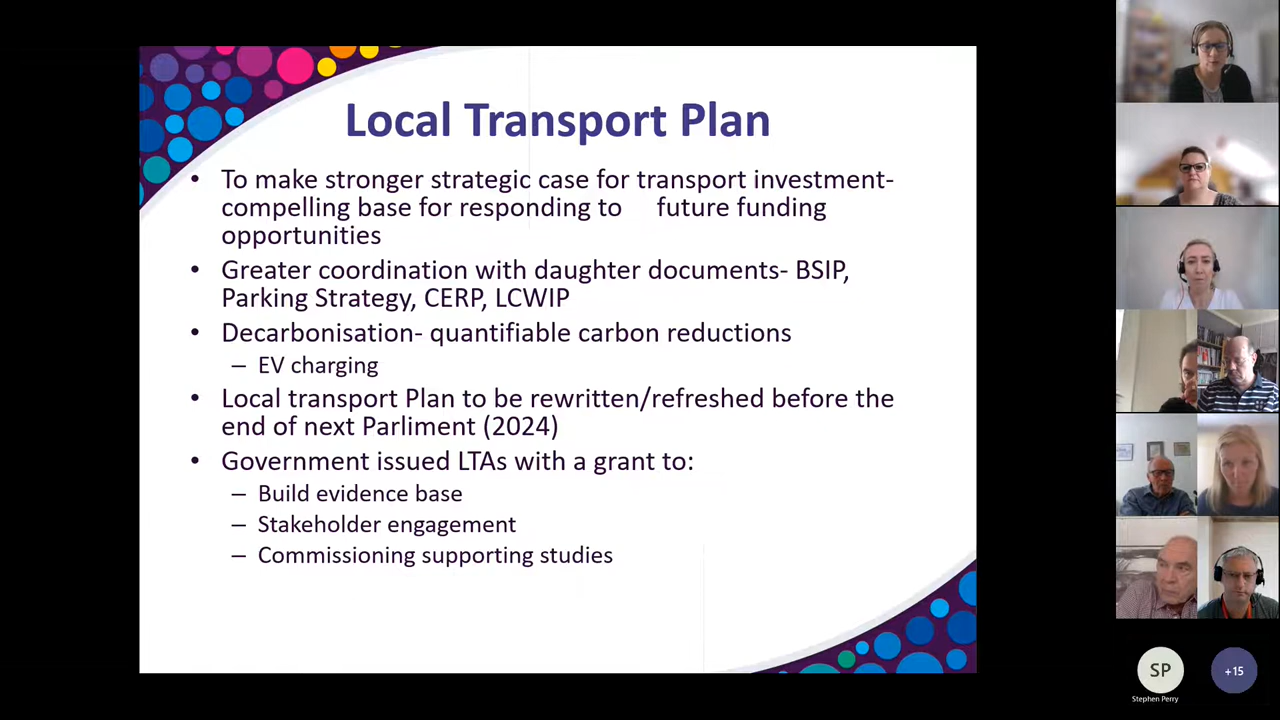 Local Transport Plan
• To make stronger strategic case for transport investment-
compelling base for responding to future funding
opportunities
• Greater coordination with daughter documents- BSIP,
Parking Strategy, CERP, LCWIP
• Decarbonisation- quantifiable carbon reductions
– EV charging
• Local transport Plan to be rewritten/refreshed before the
end of next Parliment (2024)
• Government issued LTAs with a grant to:
– Build evidence base
– Stakeholder engagement
– Commissioning supporting studies
SP
+15
Stephen Perry